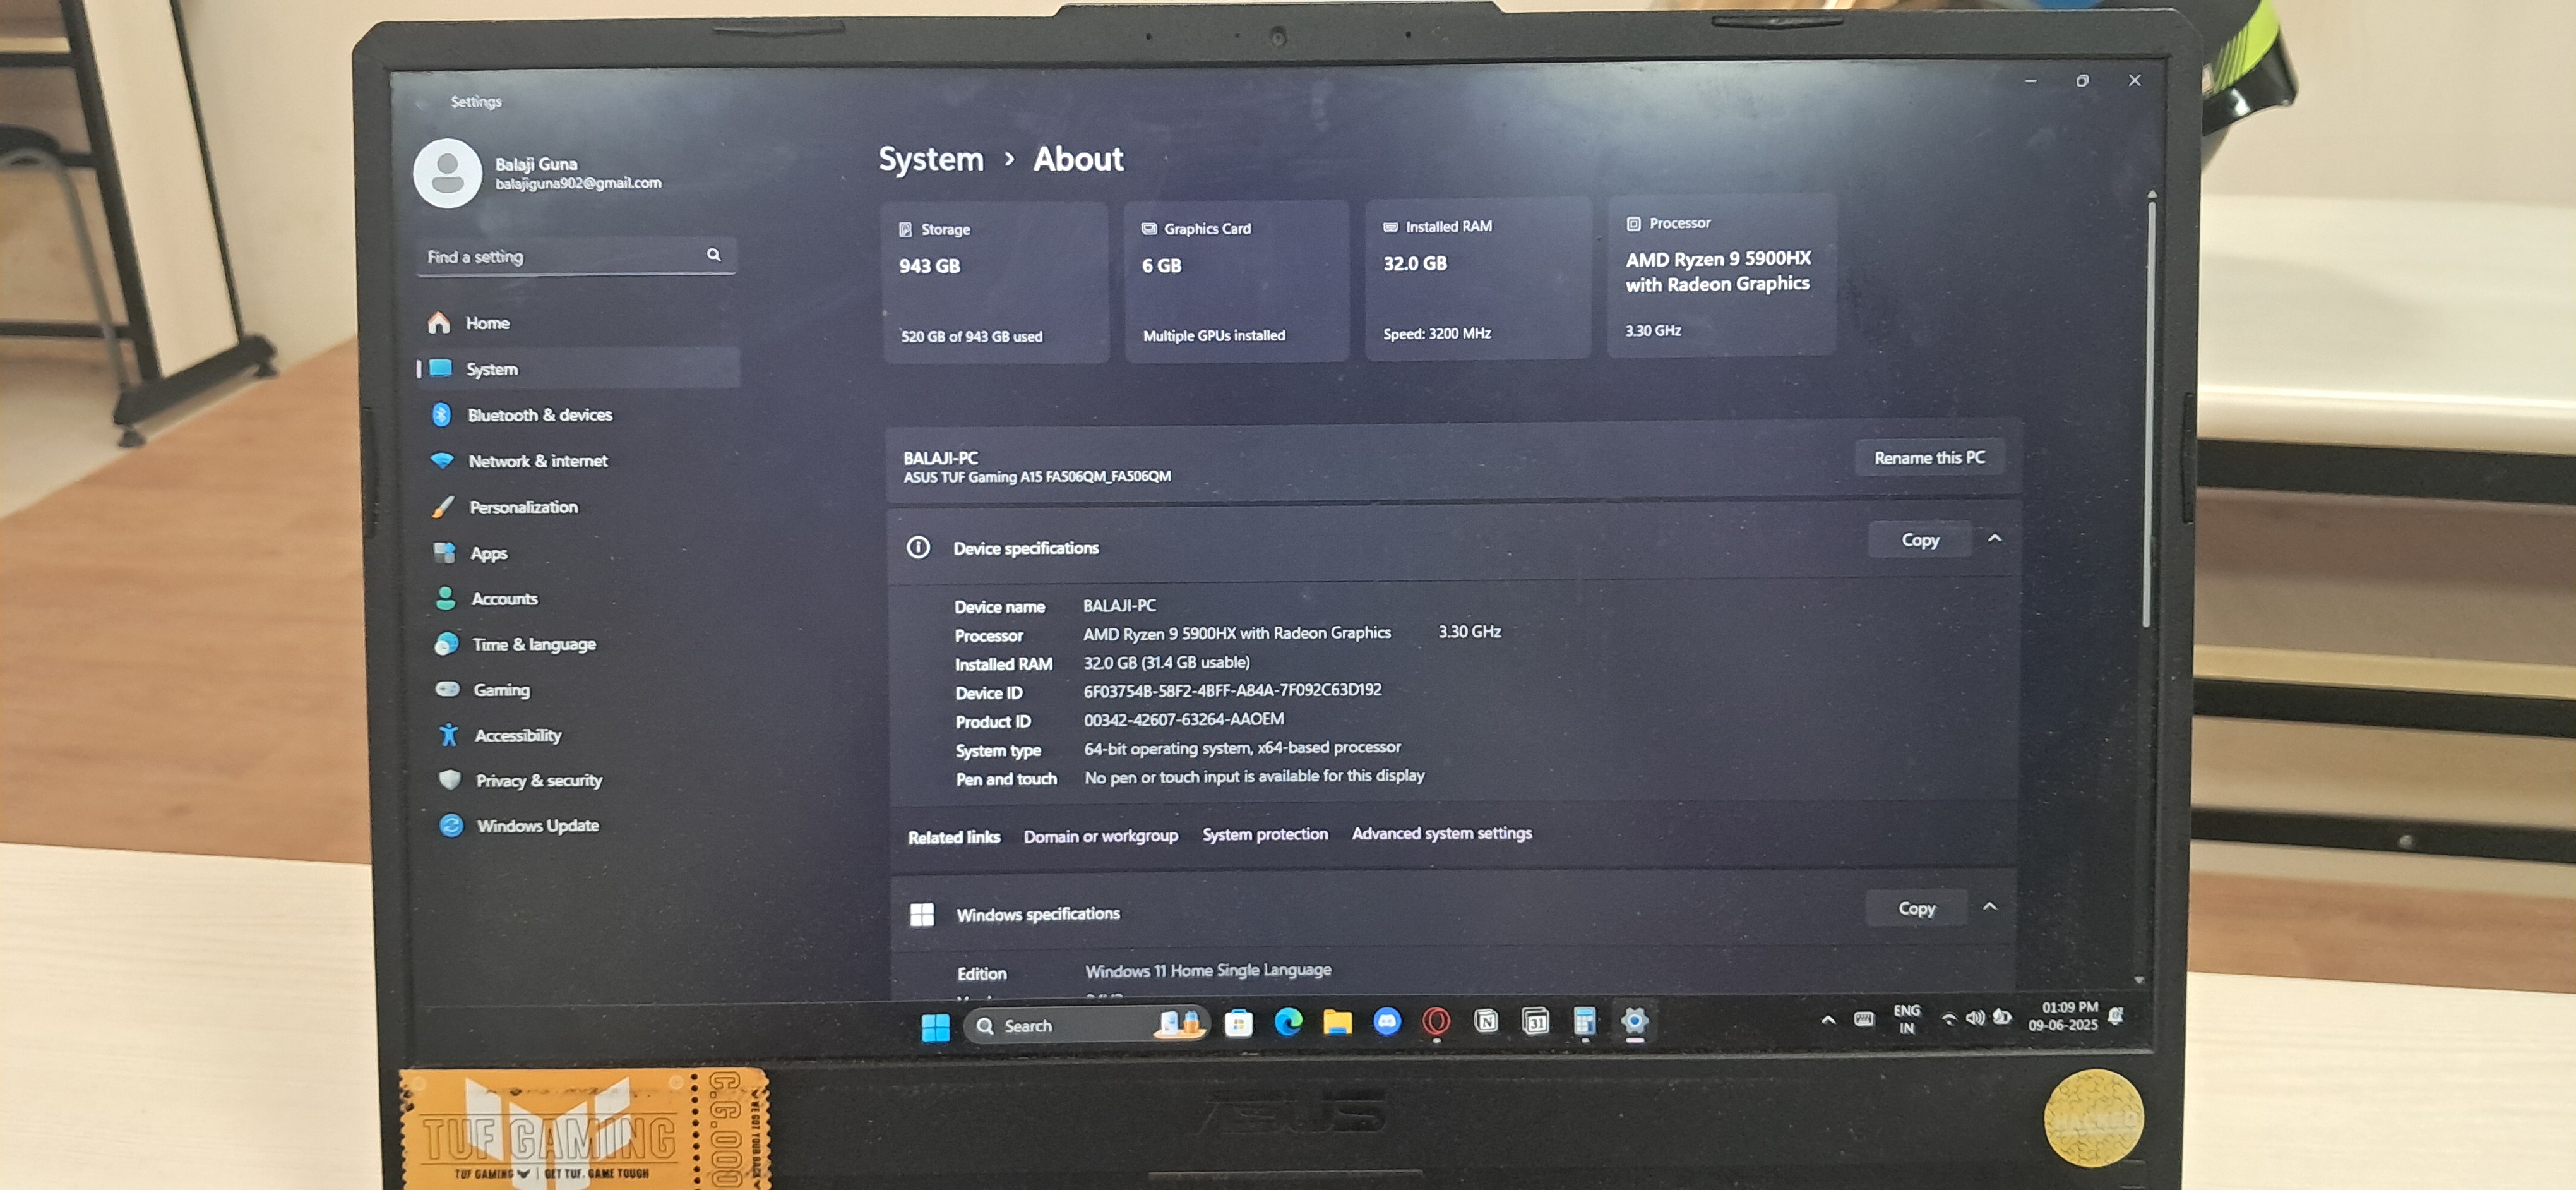 Settings
Balaji Guna
balajiguna902@gmail.com
Find a setting
Home
System
Bluetooth & devices
Network & internet
Personalization
Apps
Accounts
Time & language
Gaming
Accessibility
Privacy & security
Windows Update
System > About
Storage
943 GB
520 GB of 943 GB used
Graphics Card
6 GB
Multiple GPUs installed
Installed RAM
32.0 GB
Speed: 3200 MHz
Processor
AMD Ryzen 9 5900HX
with Radeon Graphics
3.30 GHz
BALAJI-PC
ASUS TUF Gaming A15 FA506QM_FA506QM
Rename this PC
Device specifications
Copy
Device name BALAJI-PC
Processor AMD Ryzen 9 5900HX with Radeon Graphics 3.30 GHz
Installed RAM 32.0 GB (31.4 GB usable)
Device ID 6F03754B-58F2-4BFF-A84A-7F092C63D192
Product ID 00342-42607-63264-AAOEM
System type 64-bit operating system, x64-based processor
Pen and touch No pen or touch input is available for this display
Related links Domain or workgroup System protection Advanced system settings
Windows specifications
Copy
Edition Windows 11 Home Single Language
Search
31
ENG
IN
01:09 PM
09-06-2025
ASUS
TUF GAMING
TUF GAMING | GET TUF. GAME TOUGH
C.G.000
WE GOT YOUR BACK